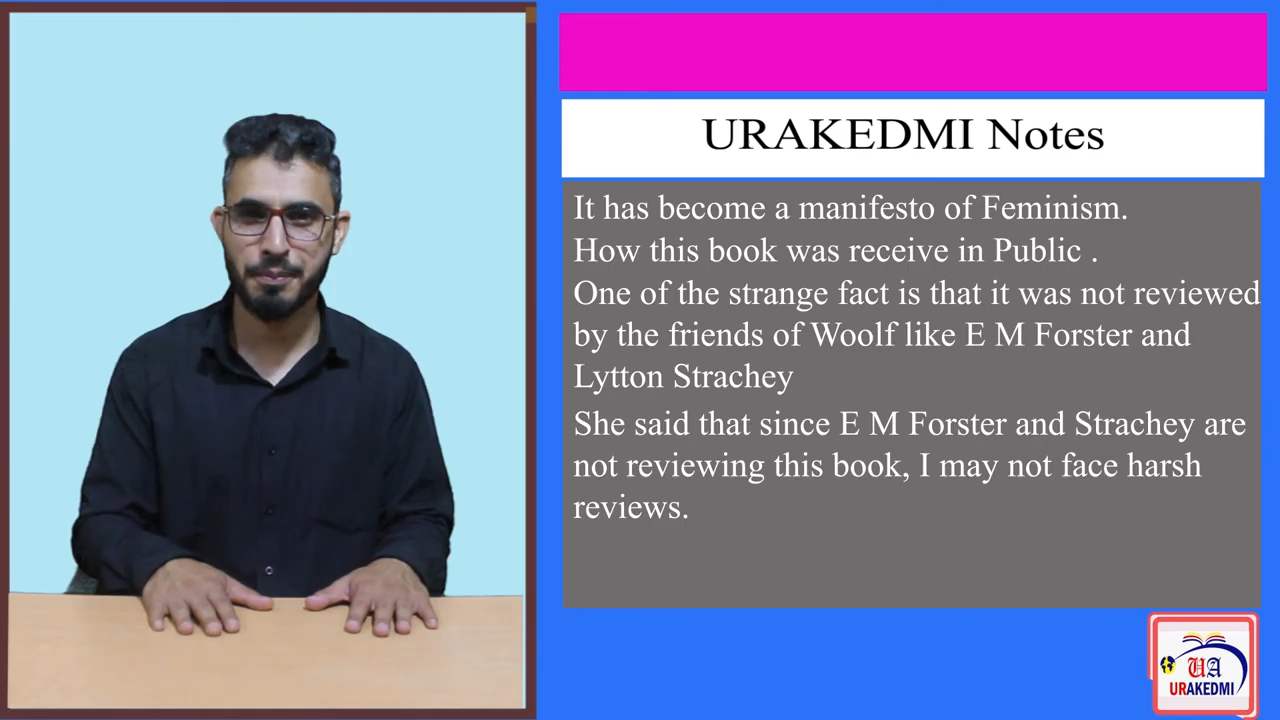 URAKEDMI Notes
It has become a manifesto of Feminism.
How this book was receive in Public .
One of the strange fact is that it was not reviewed
by the friends of Woolf like E M Forster and
Lytton Strachey
She said that since E M Forster and Strachey are
not reviewing this book, I may not face harsh
reviews.
UA
URAKEDMI